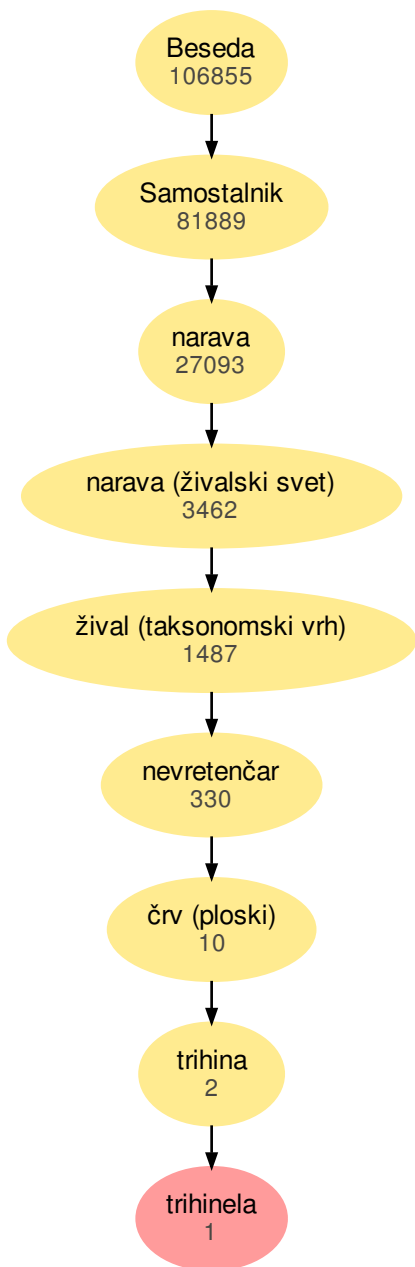 Beseda
106855
Samostalnik
81889
narava
27093
narava (živalski svet)
3462
žival (taksonomski vrh)
1487
nevretenčar
330
črv (ploski)
10
trihina
2
trihinela
1